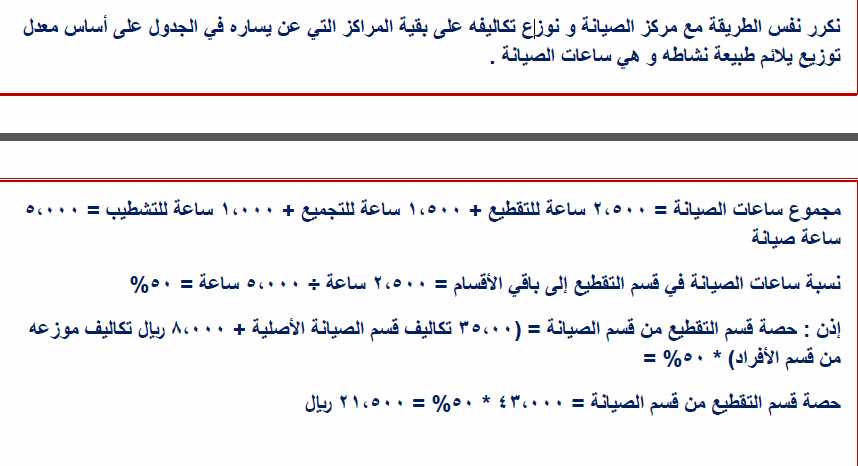 نكرر نفس الطريقة مع مركز الصيانة و نوزع تكاليفه على بقية المراكز التي عن يساره في الجدول على أساس معدل
توزيع يلائم طبيعة نشاطه و هي ساعات الصيانة .
مجموع ساعات الصيانة = ٢،٥٠٠ ساعة للتقطيع + ١،٥٠٠ ساعة للتجميع + ١،٠٠٠ ساعة للتشطيب = ٥،٠٠٠
ساعة صيانة
نسبة ساعات الصيانة في قسم التقطيع إلى باقي الأقسام = ٢،٥٠٠ ساعة ÷ ٥،٠٠٠ ساعة = ٥٠%
إذن : حصة قسم التقطيع من قسم الصيانة = (٣٥،٠٠ تكاليف قسم الصيانة الأصلية + ٨،٠٠٠ ريال تكاليف موزعه
من قسم الأفراد) * ٥٠% =
حصة قسم التقطيع من قسم الصيانة = ٤٣،٠٠٠ * ٥٠% = ٢١،٥٠٠ ريال